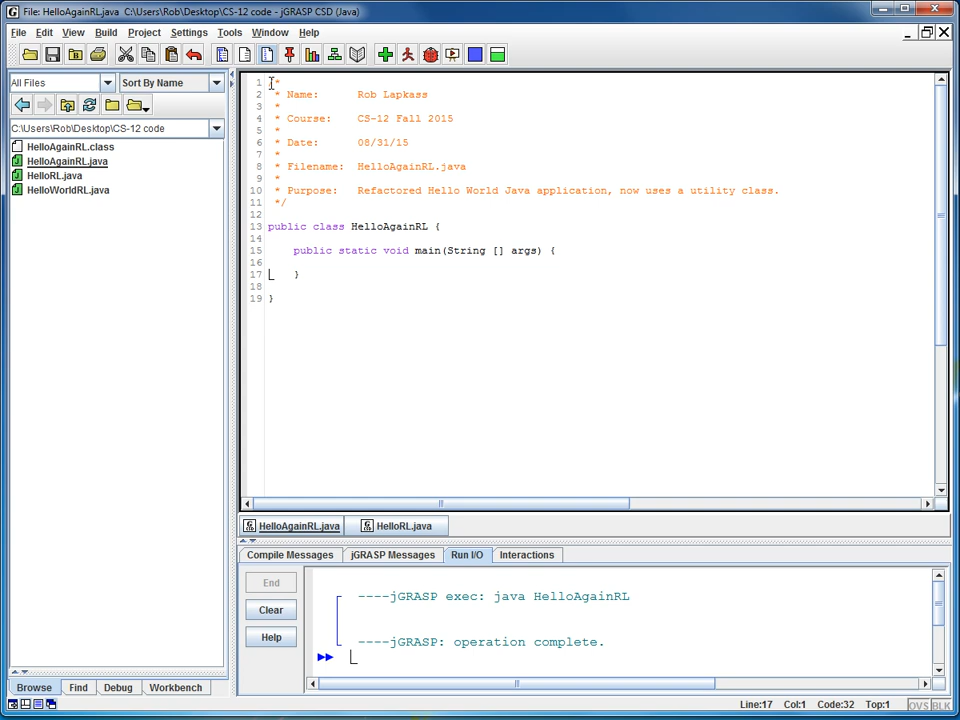 File: HelloAgainRL.java  C:\Users\Rob\Desktop\CS-12 code - jGRASP CSD (Java)
File Edit View Build Project Settings Tools Window Help
All Files
Sort By Name
C:\Users\Rob\Desktop\CS-12 code
HelloAgainRL.class
HelloAgainRL.java
HelloRL.java
HelloWorldRL.java
1 *
2 * Name: Rob Lapkass
3 *
4 * Course: CS-12 Fall 2015
5 *
6 * Date: 08/31/15
7 *
8 * Filename: HelloAgainRL.java
9 *
10 * Purpose: Refactored Hello World Java application, now uses a utility class.
11 */
12
13 public class HelloAgainRL {
14
15 public static void main(String [] args) {
16
17 }
18
19 }
HelloAgainRL.java HelloRL.java
Compile Messages jGRASP Messages Run I/O Interactions
End
Clear
Help
----jGRASP exec: java HelloAgainRL
----jGRASP: operation complete.
Browse Find Debug Workbench
Line:17 Col:1 Code:32 Top:1 OVS BLK